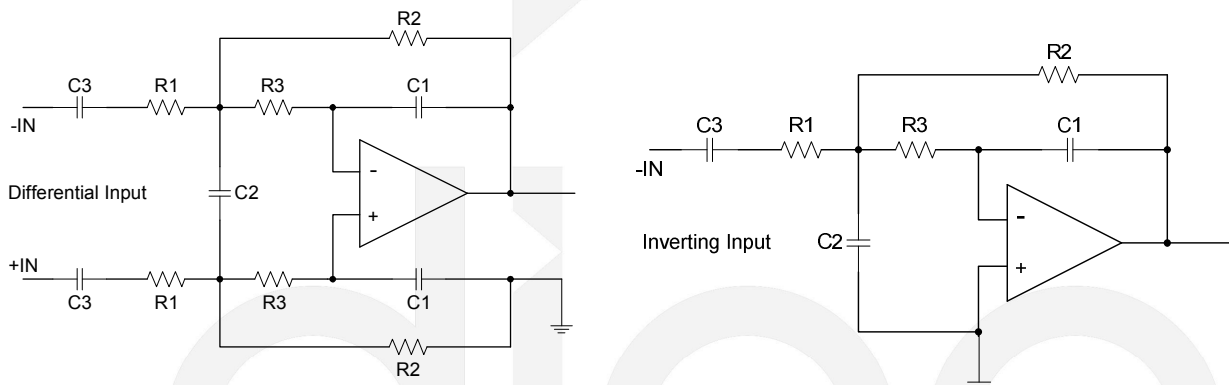 R2
C3
R1
R3
C1
-IN
-
Differential Input
C2
+
+IN
C3
R1
R3
C1
R2
R2
C3
R1
R3
C1
-IN
-
Inverting Input
C2
+